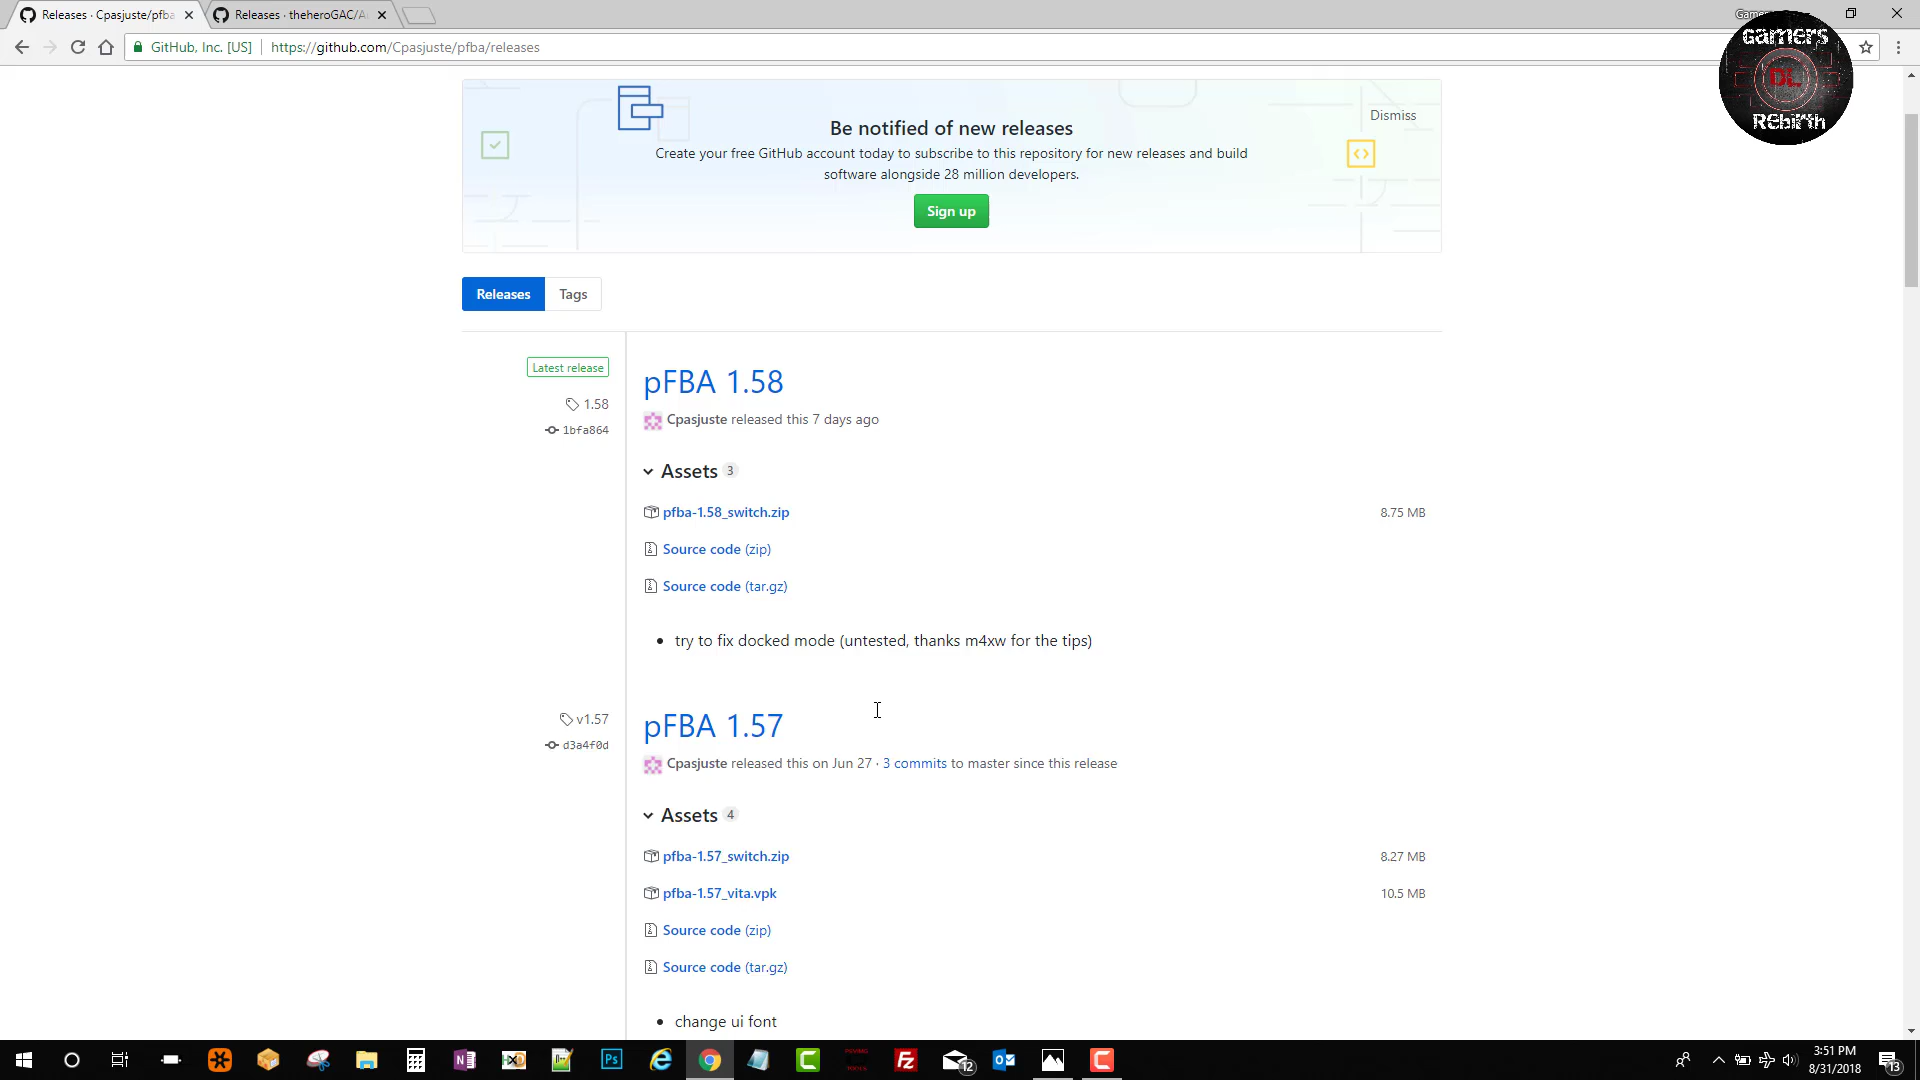 Releases · Cpasjuste/pfba
Releases · theheroGAC/A
Gamer
GitHub, Inc. [US]
https://github.com/Cpasjuste/pfba/releases
GAMERS
DL
REbirth
Be notified of new releases
Dismiss
Create your free GitHub account today to subscribe to this repository for new releases and build
software alongside 28 million developers.
Sign up
Releases
Tags
Latest release
1.58
1bfa864
pFBA 1.58
Cpasjuste released this 7 days ago
Assets 3
pfba-1.58_switch.zip
8.75 MB
Source code (zip)
Source code (tar.gz)
• try to fix docked mode (untested, thanks m4xw for the tips)
v1.57
d3a4f0d
pFBA 1.57
Cpasjuste released this on Jun 27 · 3 commits to master since this release
Assets 4
pfba-1.57_switch.zip
8.27 MB
pfba-1.57_vita.vpk
10.5 MB
Source code (zip)
Source code (tar.gz)
• change ui font
Ps
12
3:51 PM
8/31/2018
13